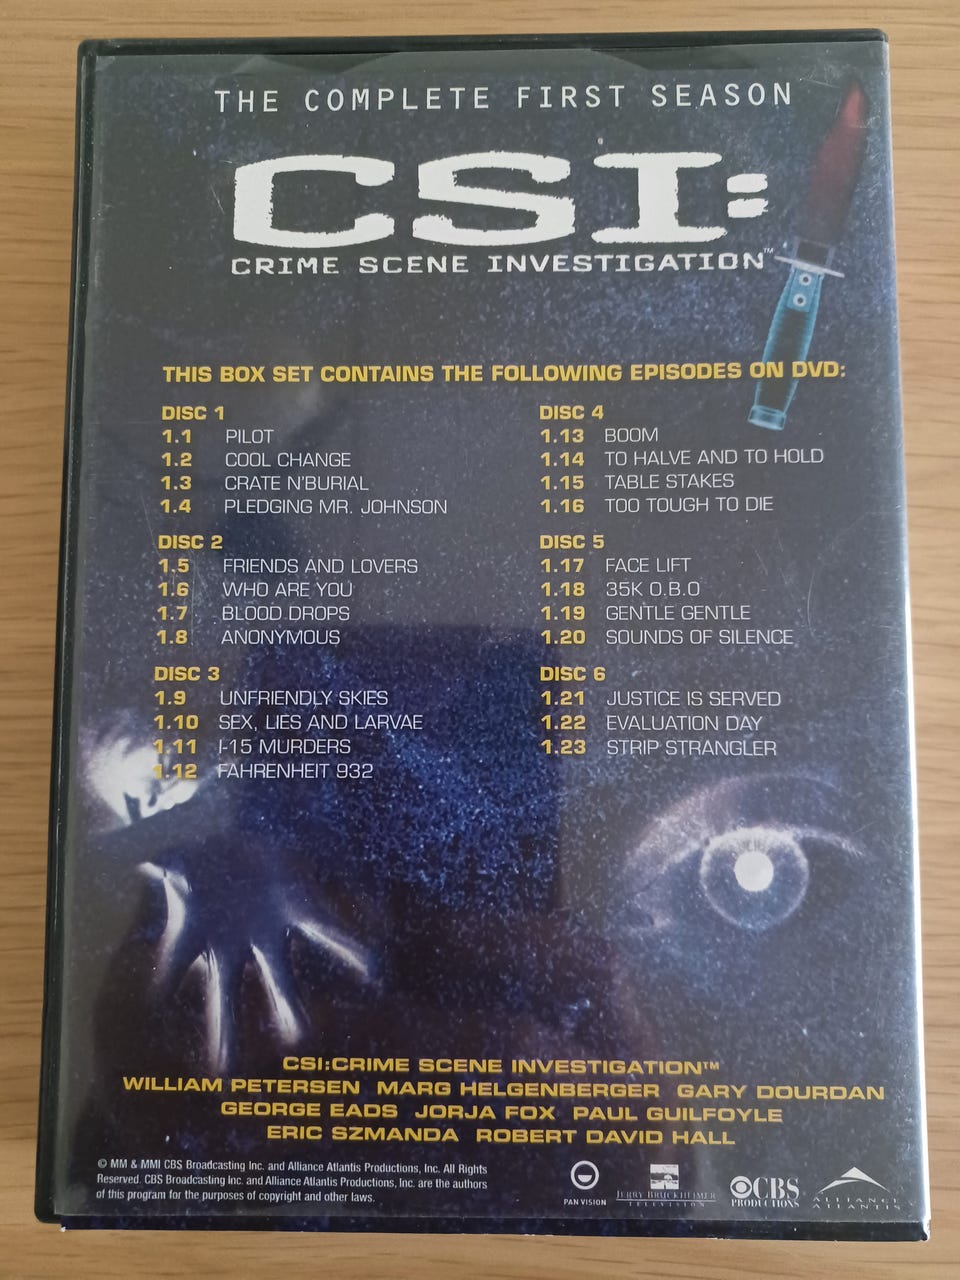 THE COMPLETE FIRST SEASON
CSI:
CRIME SCENE INVESTIGATION™
THIS BOX SET CONTAINS THE FOLLOWING EPISODES ON DVD:
DISC 1
1.1 PILOT
1.2 COOL CHANGE
1.3 CRATE N'BURIAL
1.4 PLEDGING MR. JOHNSON
DISC 2
1.5 FRIENDS AND LOVERS
1.6 WHO ARE YOU
1.7 BLOOD DROPS
1.8 ANONYMOUS
DISC 3
1.9 UNFRIENDLY SKIES
1.10 SEX, LIES AND LARVAE
1.11 I-15 MURDERS
1.12 FAHRENHEIT 932
DISC 4
1.13 BOOM
1.14 TO HALVE AND TO HOLD
1.15 TABLE STAKES
1.16 TOO TOUGH TO DIE
DISC 5
1.17 FACE LIFT
1.18 35K O.B.O
1.19 GENTLE GENTLE
1.20 SOUNDS OF SILENCE
DISC 6
1.21 JUSTICE IS SERVED
1.22 EVALUATION DAY
1.23 STRIP STRANGLER
CSI:CRIME SCENE INVESTIGATION™
WILLIAM PETERSEN MARG HELGENBERGER GARY DOURDAN
GEORGE EADS JORJA FOX PAUL GUILFOYLE
ERIC SZMANDA ROBERT DAVID HALL
© MM & MMI CBS Broadcasting Inc. and Alliance Atlantis Productions, Inc. All Rights
Reserved. CBS Broadcasting Inc. and Alliance Atlantis Productions, Inc. are the authors
of this program for the purposes of copyright and other laws.
PAN VISION
JERRY BRUCKHEIMER
TELEVISION
CBS
PRODUCTIONS
ALLIANCE
ATLANTIS